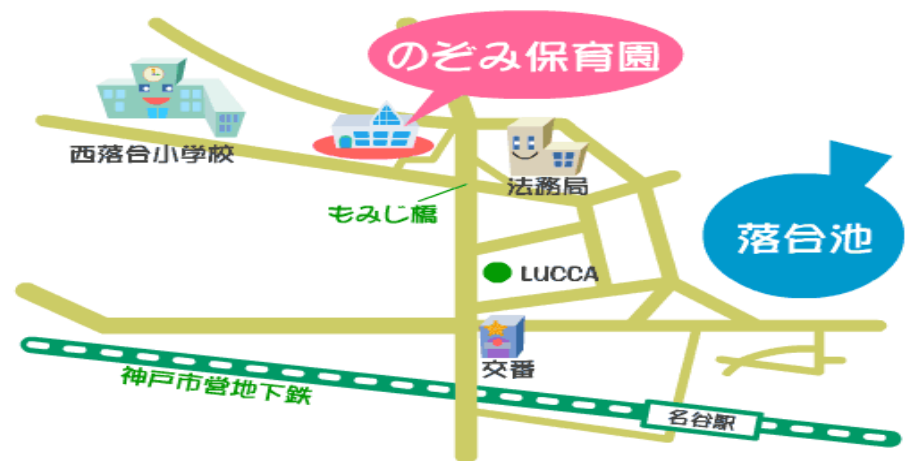 のぞみ保育園
西落合小学校
法務局
もみじ橋
落合池
LUCCA
交番
神戸市営地下鉄
名谷駅